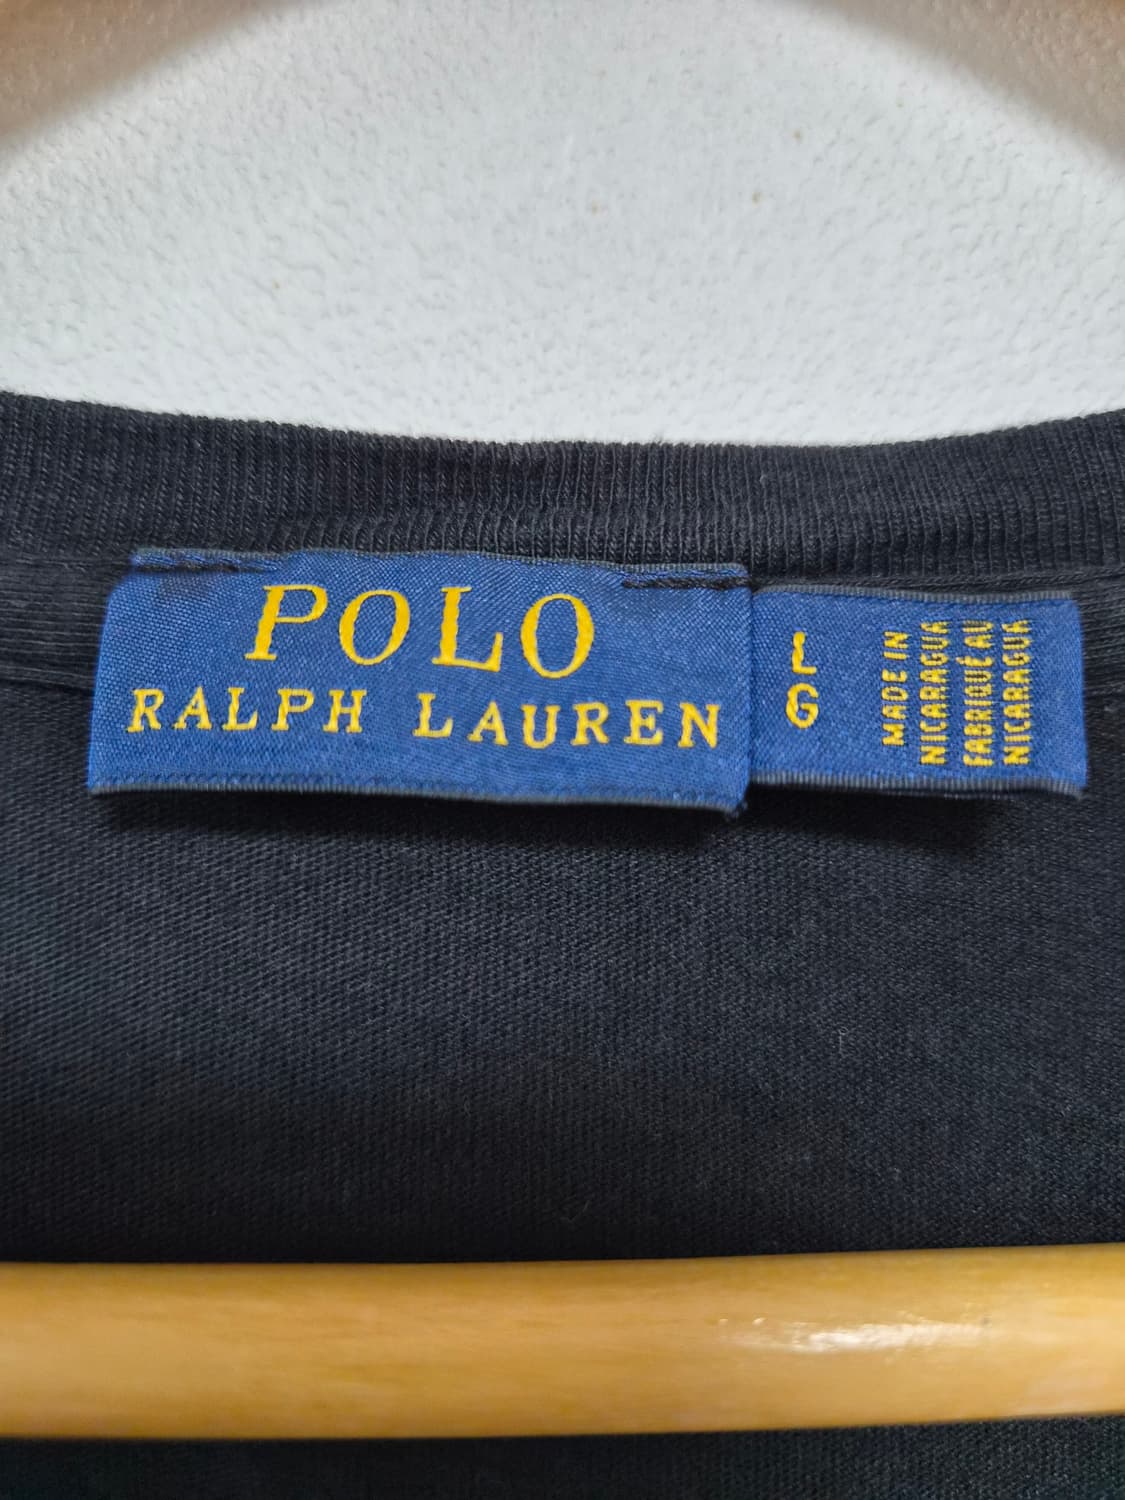 POLO
RALPH LAUREN
L
G
MADE IN
NICARAGUA
FABRIQUÉ AU
NICARAGUA